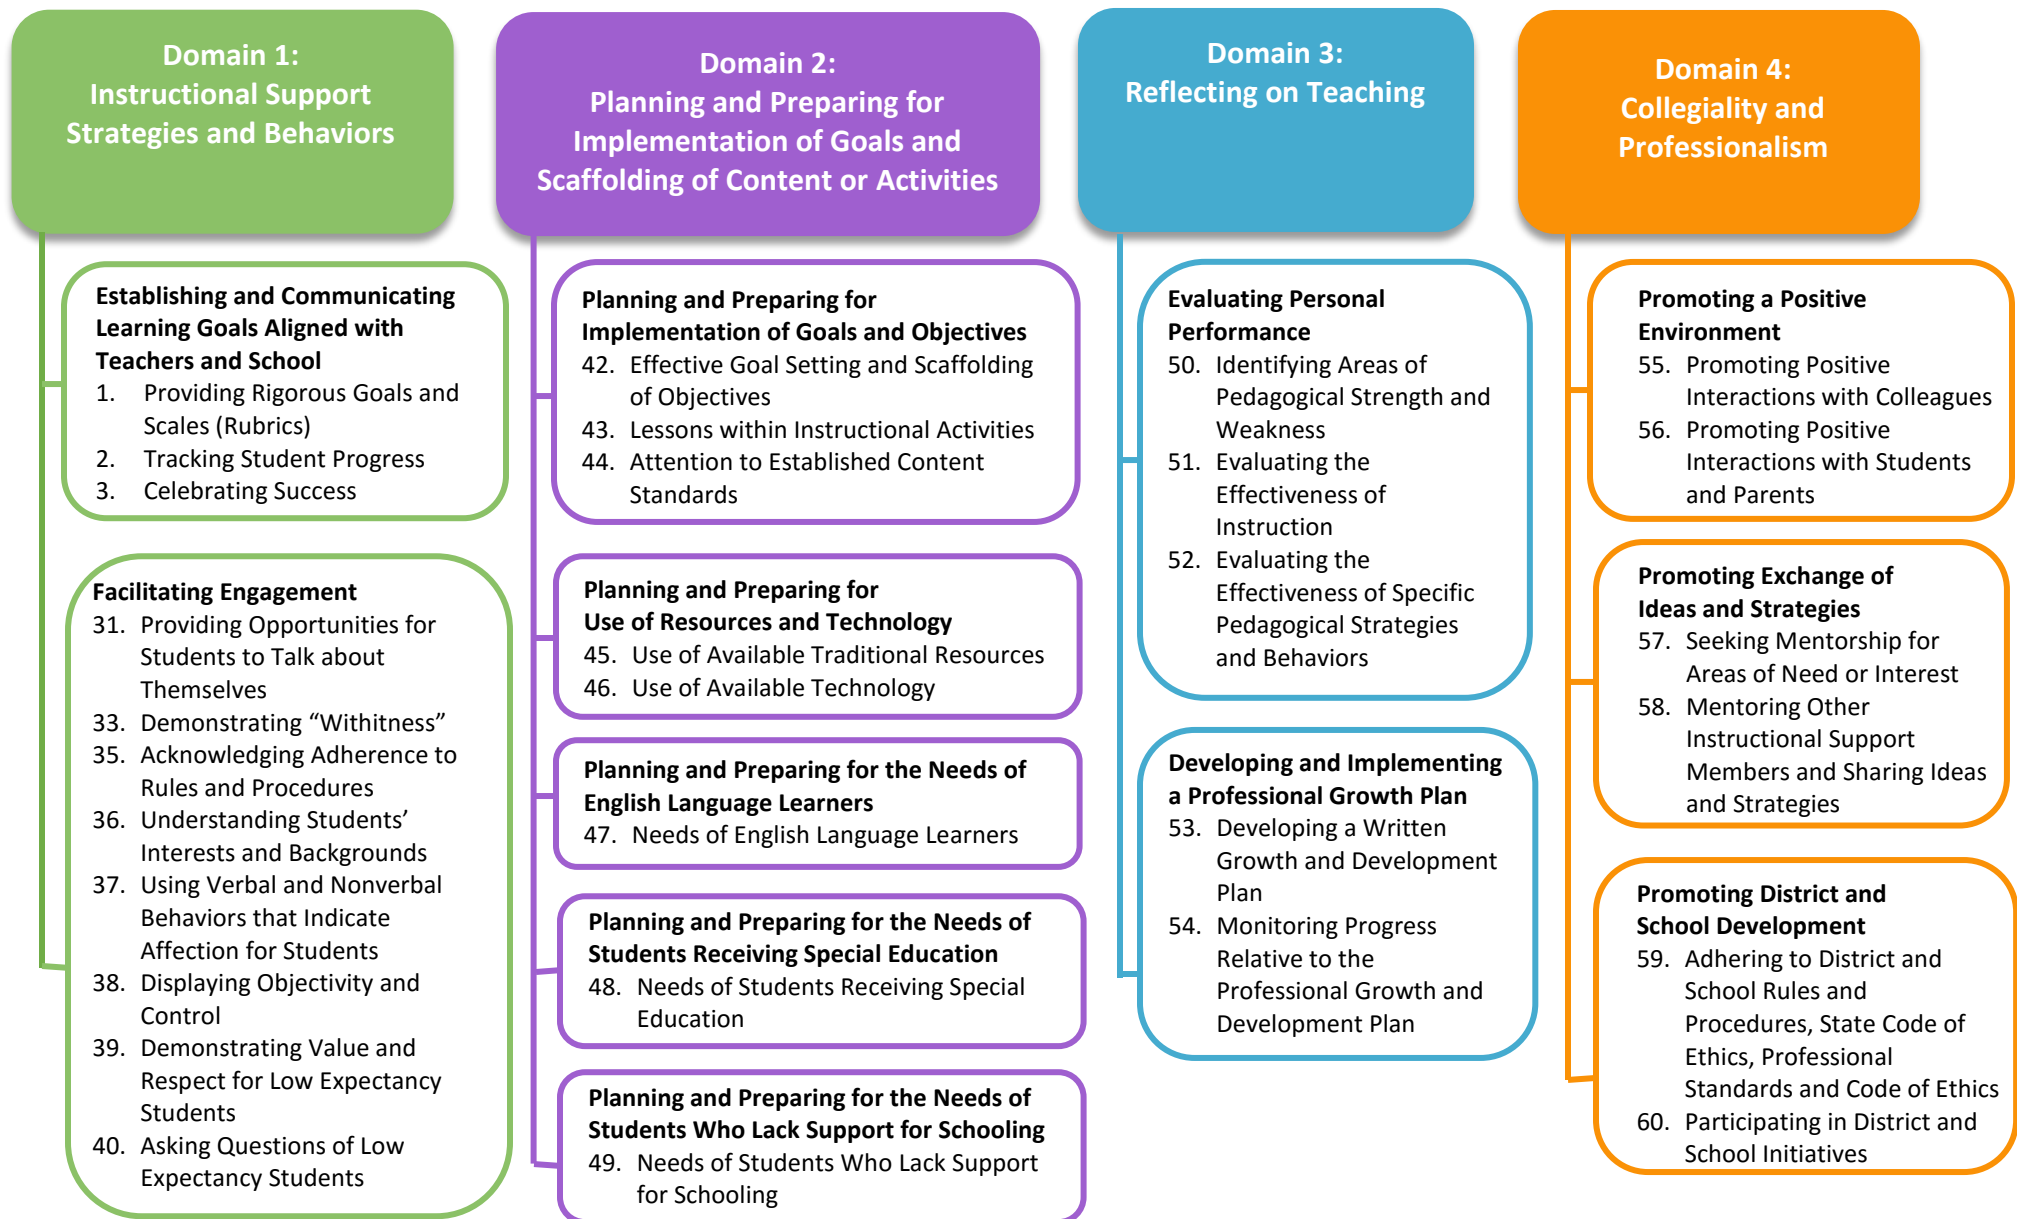 Domain 1:
Instructional Support
Strategies and Behaviors
Establishing and Communicating
Learning Goals Aligned with
Teachers and School
1. Providing Rigorous Goals and
Scales (Rubrics)
2. Tracking Student Progress
3. Celebrating Success
Facilitating Engagement
31. Providing Opportunities for
Students to Talk about
Themselves
33. Demonstrating “Withitness”
35. Acknowledging Adherence to
Rules and Procedures
36. Understanding Students’
Interests and Backgrounds
37. Using Verbal and Nonverbal
Behaviors that Indicate
Affection for Students
38. Displaying Objectivity and
Control
39. Demonstrating Value and
Respect for Low Expectancy
Students
40. Asking Questions of Low
Expectancy Students
Domain 2:
Planning and Preparing for
Implementation of Goals and
Scaffolding of Content or Activities
Planning and Preparing for
Implementation of Goals and Objectives
42. Effective Goal Setting and Scaffolding
of Objectives
43. Lessons within Instructional Activities
44. Attention to Established Content
Standards
Planning and Preparing for
Use of Resources and Technology
45. Use of Available Traditional Resources
46. Use of Available Technology
Planning and Preparing for the Needs of
English Language Learners
47. Needs of English Language Learners
Planning and Preparing for the Needs of
Students Receiving Special Education
48. Needs of Students Receiving Special
Education
Planning and Preparing for the Needs of
Students Who Lack Support for Schooling
49. Needs of Students Who Lack Support
for Schooling
Domain 3:
Reflecting on Teaching
Evaluating Personal
Performance
50. Identifying Areas of
Pedagogical Strength and
Weakness
51. Evaluating the
Effectiveness of
Instruction
52. Evaluating the
Effectiveness of Specific
Pedagogical Strategies
and Behaviors
Developing and Implementing
a Professional Growth Plan
53. Developing a Written
Growth and Development
Plan
54. Monitoring Progress
Relative to the
Professional Growth and
Development Plan
Domain 4:
Collegiality and
Professionalism
Promoting a Positive
Environment
55. Promoting Positive
Interactions with Colleagues
56. Promoting Positive
Interactions with Students
and Parents
Promoting Exchange of
Ideas and Strategies
57. Seeking Mentorship for
Areas of Need or Interest
58. Mentoring Other
Instructional Support
Members and Sharing Ideas
and Strategies
Promoting District and
School Development
59. Adhering to District and
School Rules and
Procedures, State Code of
Ethics, Professional
Standards and Code of Ethics
60. Participating in District and
School Initiatives